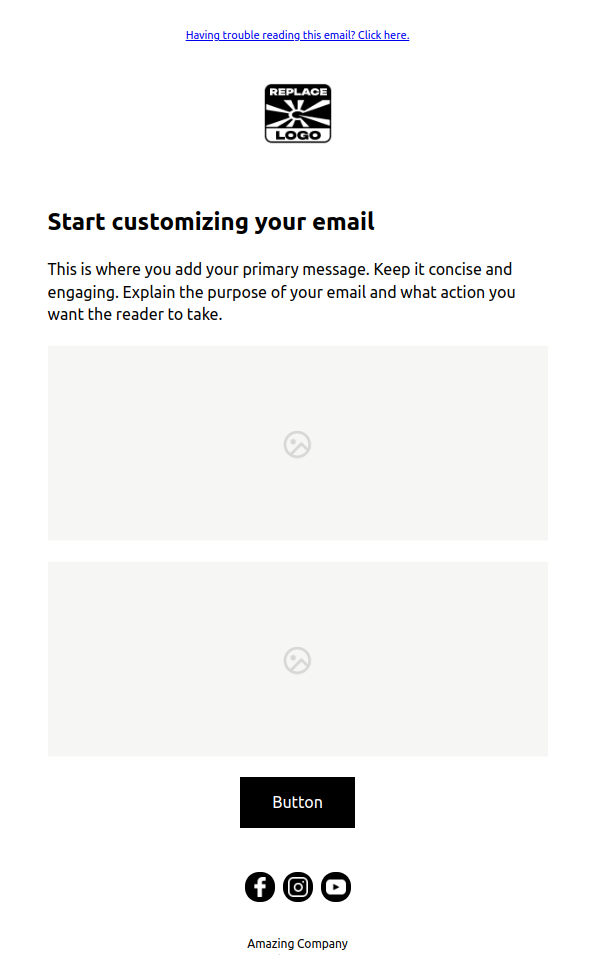 Having trouble reading this email? Click here.
REPLACE
LOGO
Start customizing your email
This is where you add your primary message. Keep it concise and
engaging. Explain the purpose of your email and what action you
want the reader to take.
Button
Amazing Company